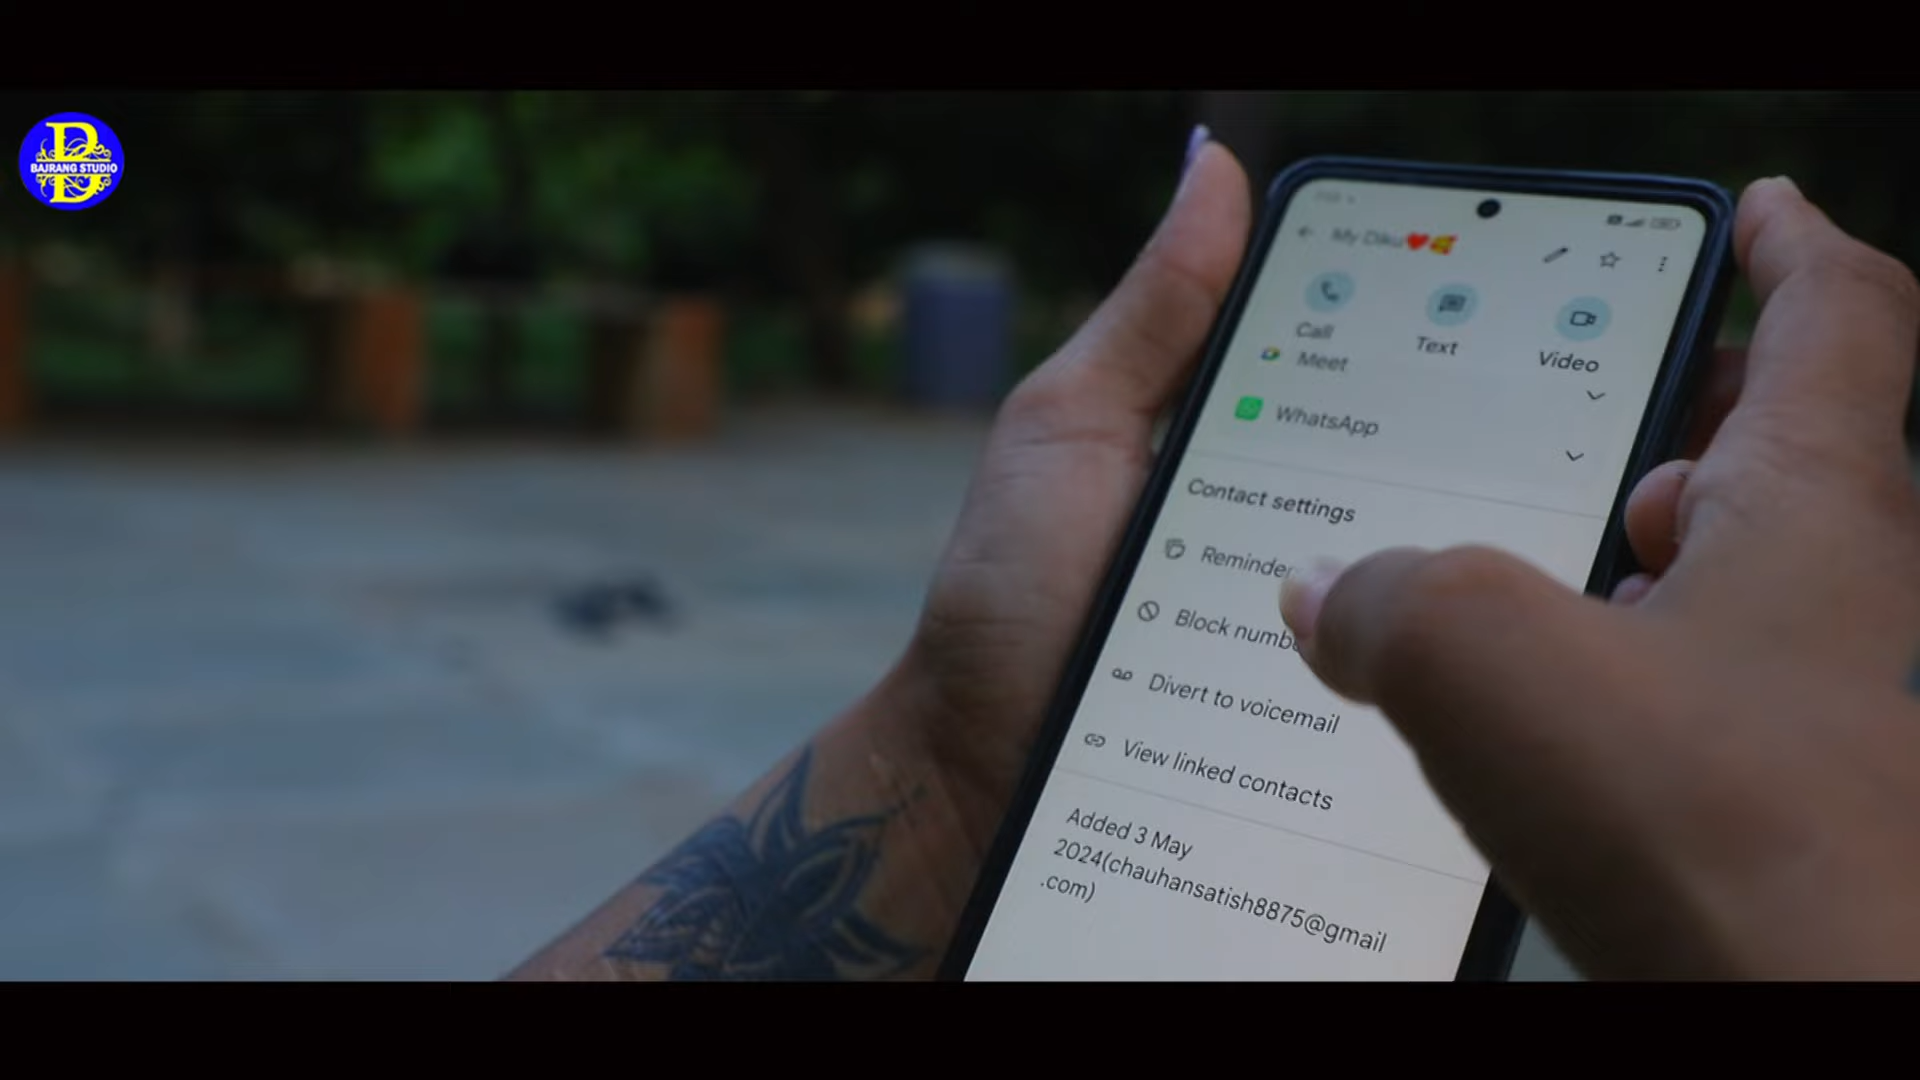 BAJRANG STUDIO
My Diku❤️🥰
Call
Text
Video
Meet
WhatsApp
Contact settings
Reminder
Block numb
Divert to voicemail
View linked contacts
Added 3 May
2024(chauhansatish8875@gmail
.com)